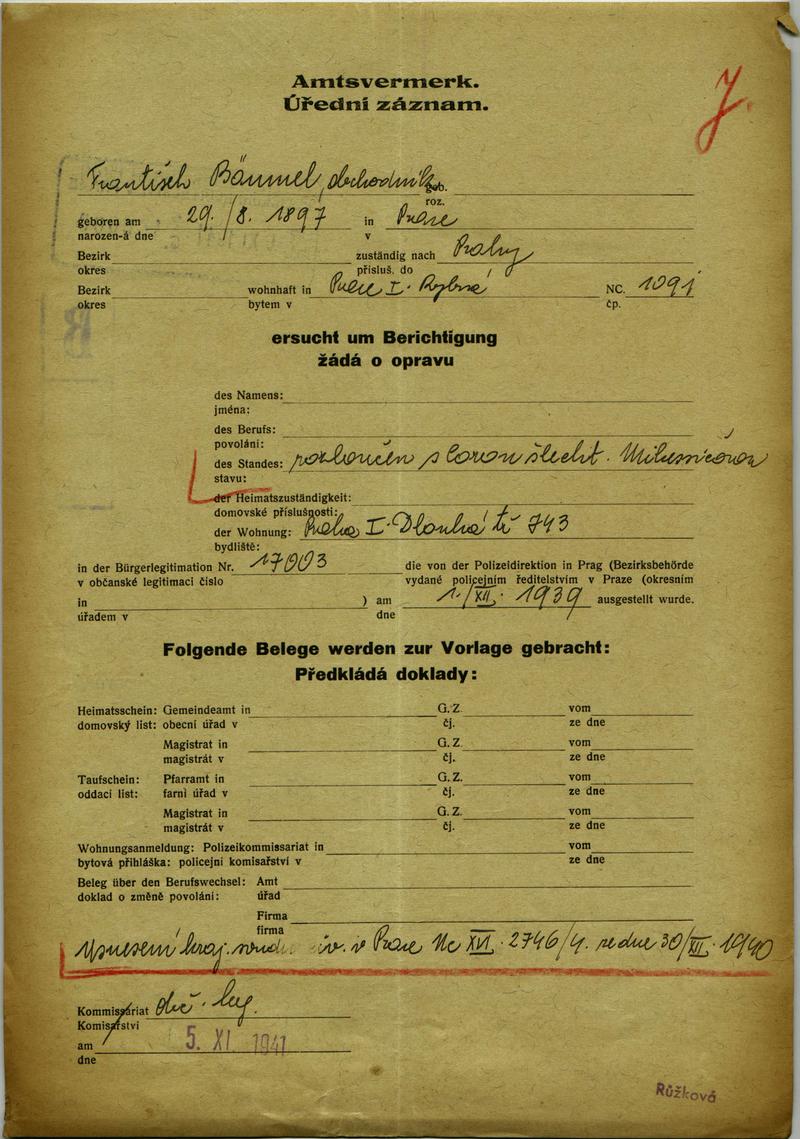 Amtsvermerk.
Úřední záznam.
František Bäumel, obchodník geb.
roz.
geboren am 29./8. 1897 in Praze
narozen-á dne v
Bezirk zuständig nach Prahy
okres přísluš. do
Bezirk wohnhaft in Praze I. Rybná NC. 1091
okres bytem v čp.
ersucht um Berichtigung
žádá o opravu
des Namens:
jména:
des Berufs:
povolání:
des Standes: rozloučen s
stavu:
der Heimatszuständigkeit:
domovské příslušnosti:
der Wohnung: Praha I. Dlouhá tř 743
bydliště:
in der Bürgerlegitimation Nr. 17003 die von der Polizeidirektion in Prag (Bezirksbehörde
v občanské legitimaci číslo vydané policejním ředitelstvím v Praze (okresním
in ) am 1./XII. 1939 ausgestellt wurde.
úřadem v dne
Folgende Belege werden zur Vorlage gebracht:
Předkládá doklady:
Heimatsschein: Gemeindeamt in G. Z. vom
domovský list: obecní úřad v čj. ze dne
Magistrat in G. Z. vom
magistrát v čj. ze dne
Taufschein: Pfarramt in G. Z. vom
oddací list: farní úřad v čj. ze dne
Magistrat in G. Z. vom
magistrát v čj. ze dne
Wohnungsanmeldung: Polizeikommissariat in vom
bytová přihláška: policejní komisařství v ze dne
Beleg über den Berufswechsel: Amt
doklad o změně povolání: úřad
Firma
firma
Usnesení kraj. soudu civ. v Praze Nc XVI. 2746/4. ze dne 30/XII. 1940
Kommissariat obč. leg.
Komisařství
am 5. XI. 1941
dne
Růžková